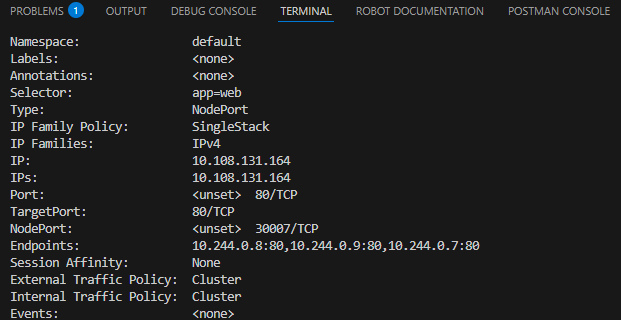 PROBLEMS 1 OUTPUT DEBUG CONSOLE TERMINAL ROBOT DOCUMENTATION POSTMAN CONSOLE
Namespace: default
Labels: <none>
Annotations: <none>
Selector: app=web
Type: NodePort
IP Family Policy: SingleStack
IP Families: IPv4
IP: 10.108.131.164
IPs: 10.108.131.164
Port: <unset> 80/TCP
TargetPort: 80/TCP
NodePort: <unset> 30007/TCP
Endpoints: 10.244.0.8:80,10.244.0.9:80,10.244.0.7:80
Session Affinity: None
External Traffic Policy: Cluster
Internal Traffic Policy: Cluster
Events: <none>